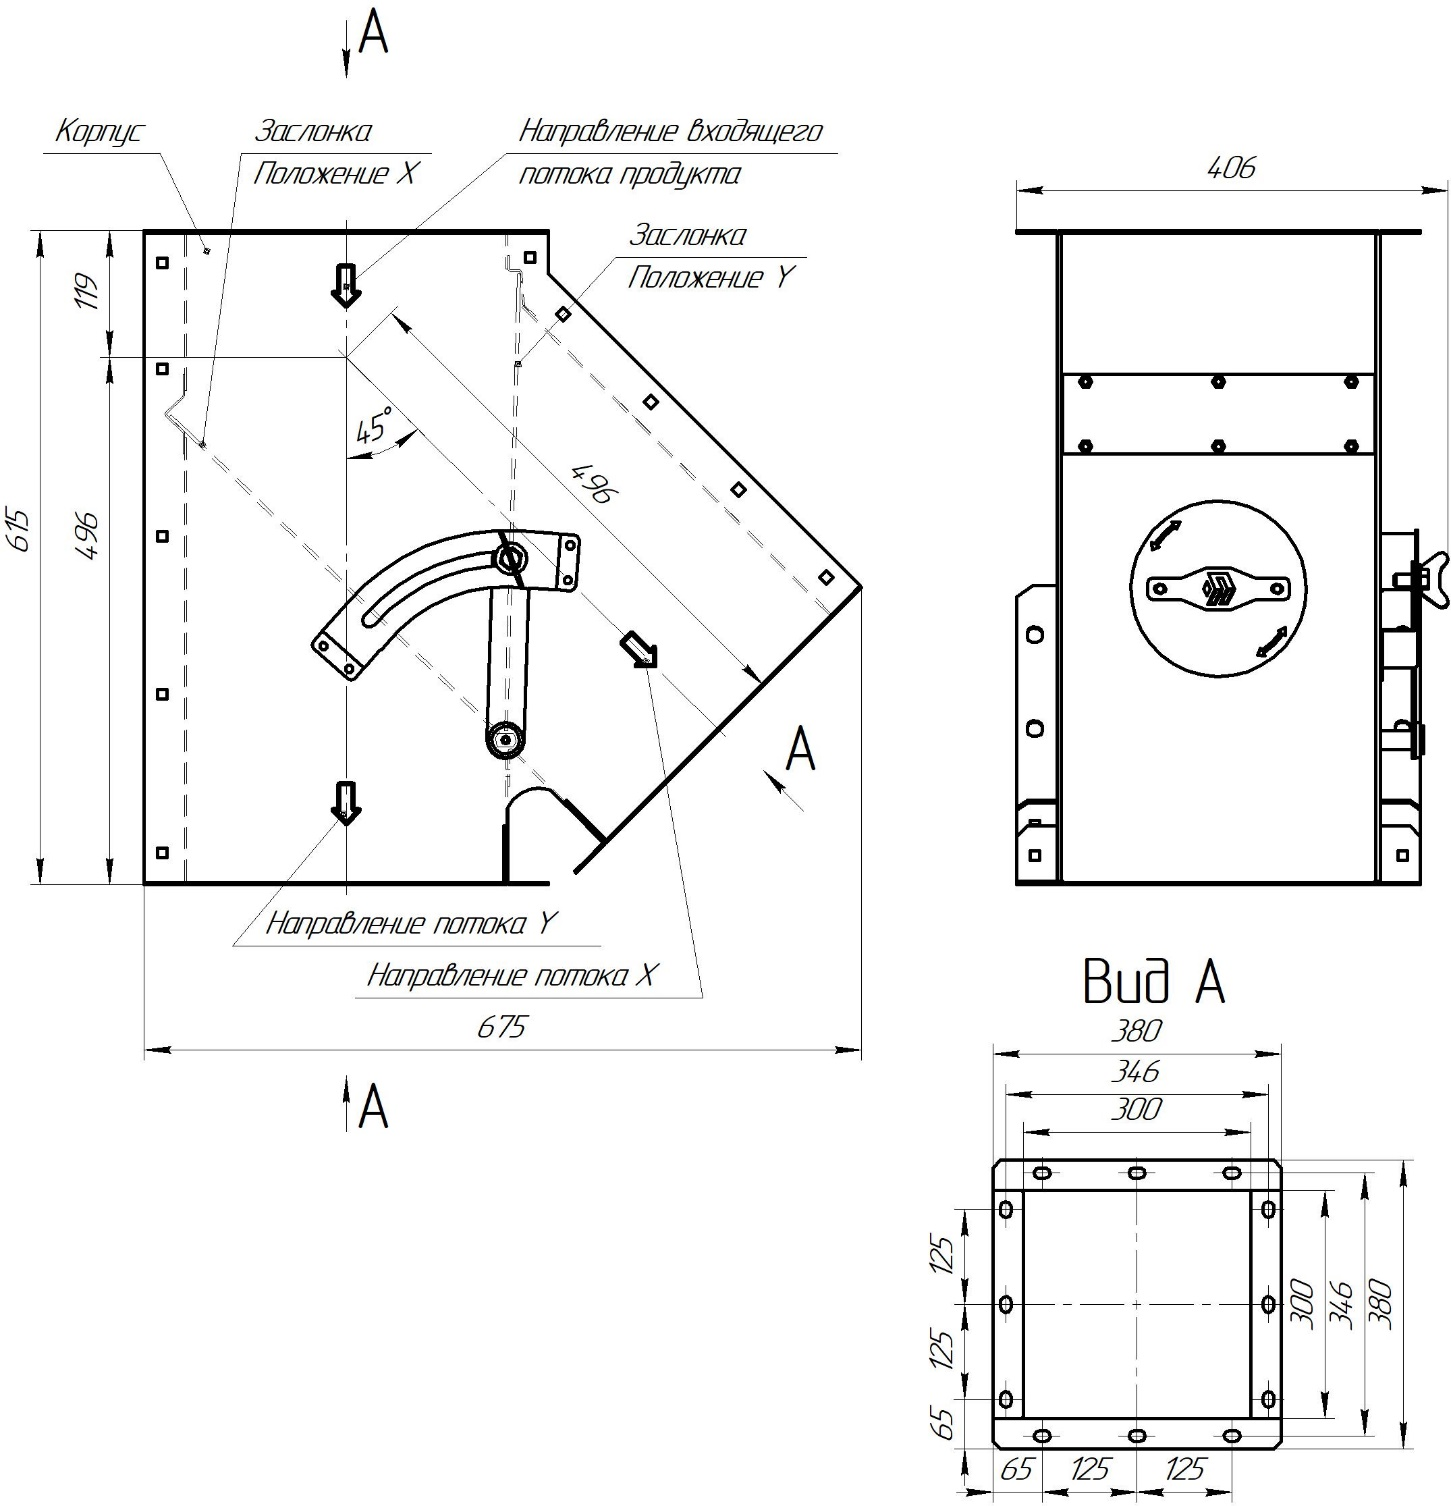 А
Корпус
Заслонка
Положение X
Направление входящего
потока продукта
Заслонка
Положение Y
406
119
496
615
45°
496
А
Направление потока Y
Направление потока X
675
А
Вид А
380
346
300
125
125
65
300
346
380
65
125
125